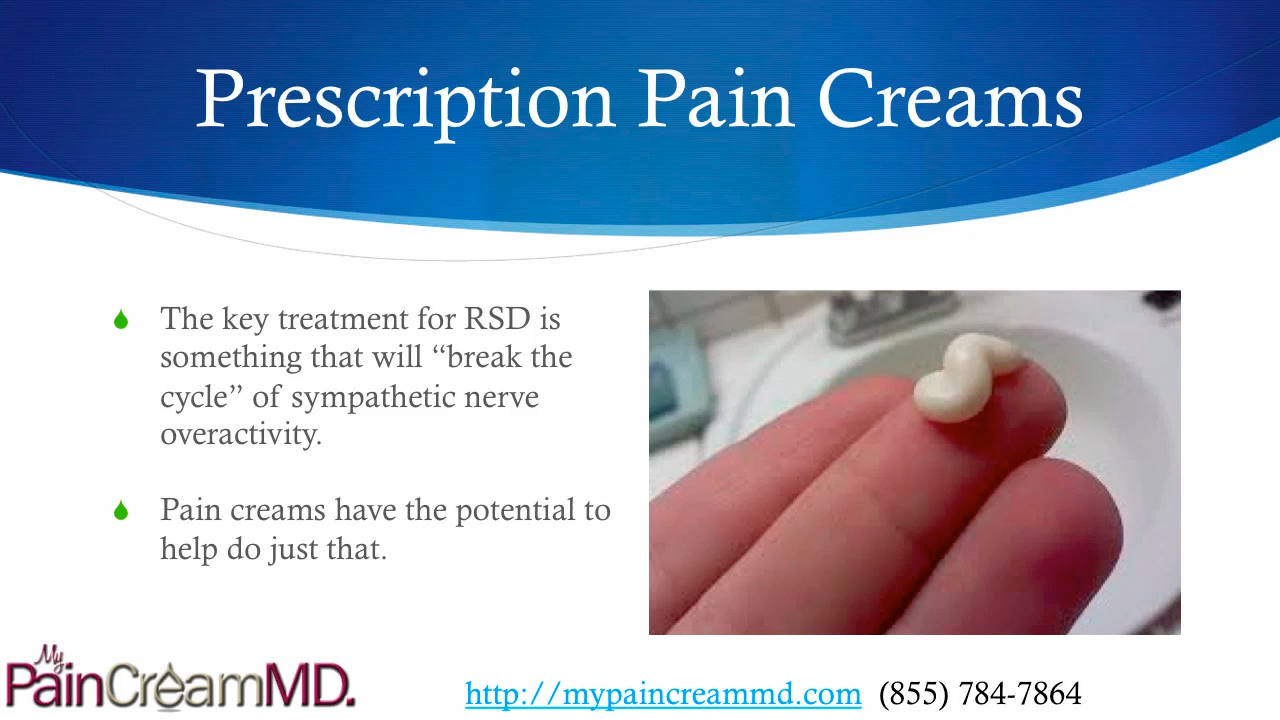 Prescription Pain Creams
The key treatment for RSD is
something that will “break the
cycle” of sympathetic nerve
overactivity.
Pain creams have the potential to
help do just that.
My
PainCreamMD.
http://mypaincreammd.com (855) 784-7864